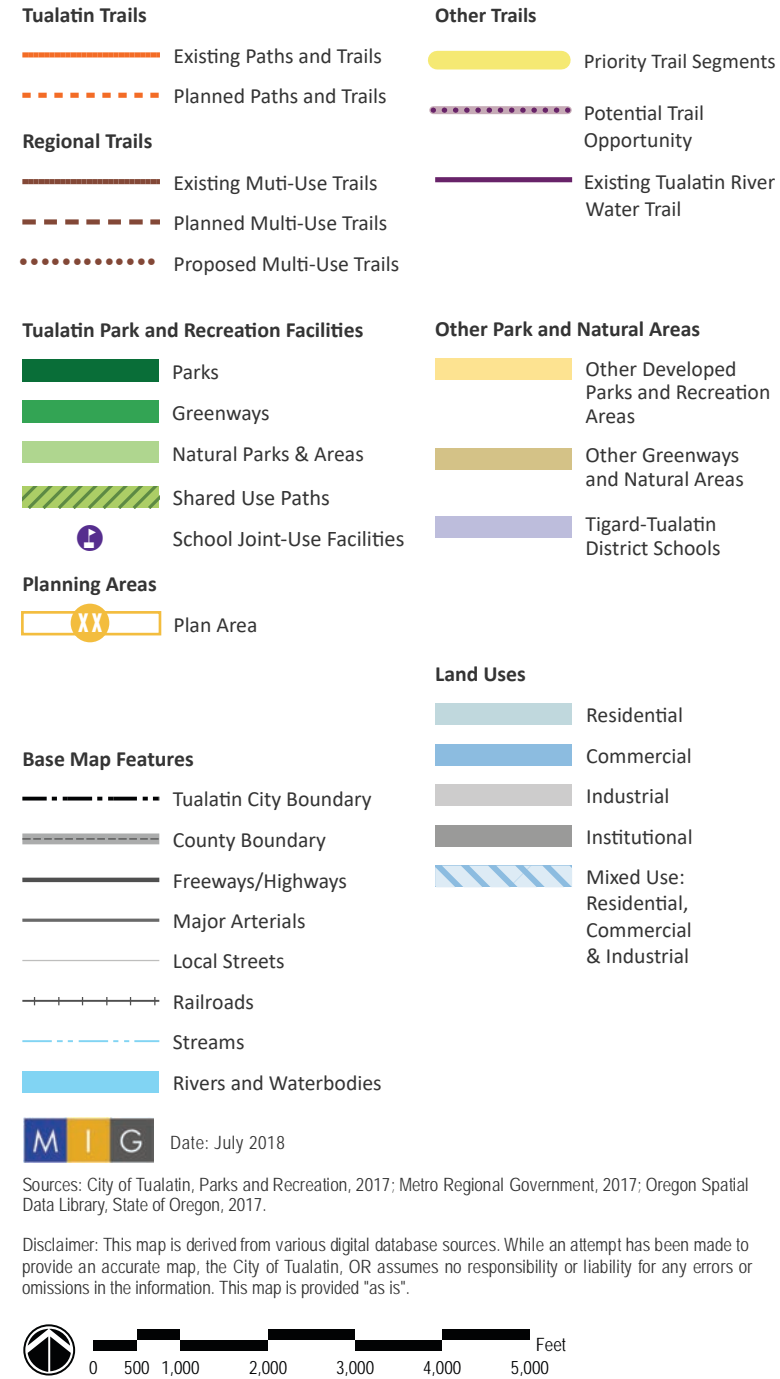 Tualatin Trails
Existing Paths and Trails
Planned Paths and Trails
Regional Trails
Existing Muti-Use Trails
Planned Multi-Use Trails
Proposed Multi-Use Trails
Other Trails
Priority Trail Segments
Potential Trail
Opportunity
Existing Tualatin River
Water Trail
Tualatin Park and Recreation Facilities
Parks
Greenways
Natural Parks & Areas
Shared Use Paths
School Joint-Use Facilities
Planning Areas
XX
Plan Area
Other Park and Natural Areas
Other Developed
Parks and Recreation
Areas
Other Greenways
and Natural Areas
Tigard-Tualatin
District Schools
Land Uses
Residential
Commercial
Industrial
Institutional
Mixed Use:
Residential,
Commercial
& Industrial
Base Map Features
Tualatin City Boundary
County Boundary
Freeways/Highways
Major Arterials
Local Streets
Railroads
Streams
Rivers and Waterbodies
M I G
Date: July 2018
Sources: City of Tualatin, Parks and Recreation, 2017; Metro Regional Government, 2017; Oregon Spatial
Data Library, State of Oregon, 2017.
Disclaimer: This map is derived from various digital database sources. While an attempt has been made to
provide an accurate map, the City of Tualatin, OR assumes no responsibility or liability for any errors or
omissions in the information. This map is provided "as is".
Feet
0 500 1,000 2,000 3,000 4,000 5,000